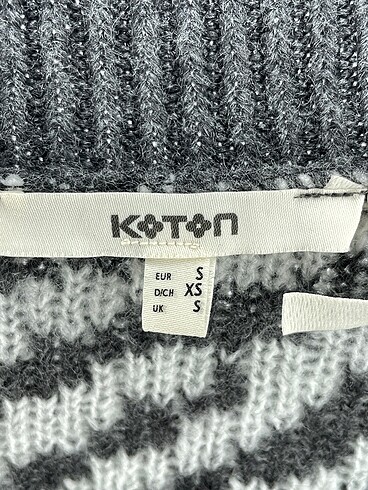 KOTON
EUR S
D/CH XS
UK S